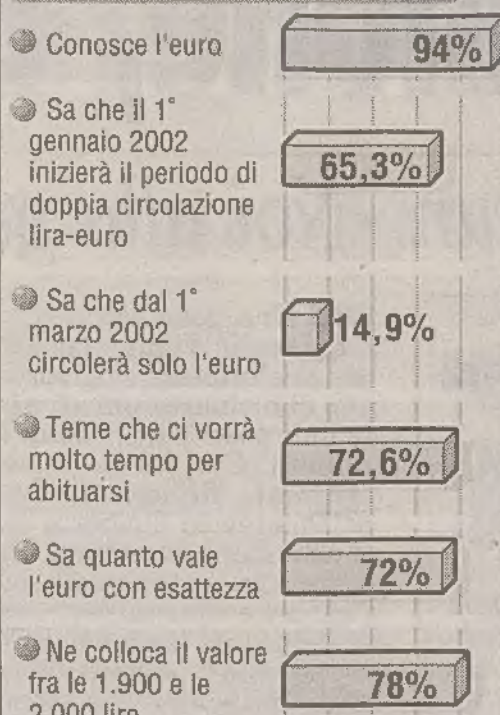 Conosce l'euro
94%
Sa che il 1°
gennaio 2002
inizierà il periodo di
doppia circolazione
lira-euro
65,3%
Sa che dal 1°
marzo 2002
circolerà solo l'euro
14,9%
Teme che ci vorrà
molto tempo per
abituarsi
72,6%
Sa quanto vale
l'euro con esattezza
72%
Ne colloca il valore
fra le 1.900 e le
2.000 lire
78%